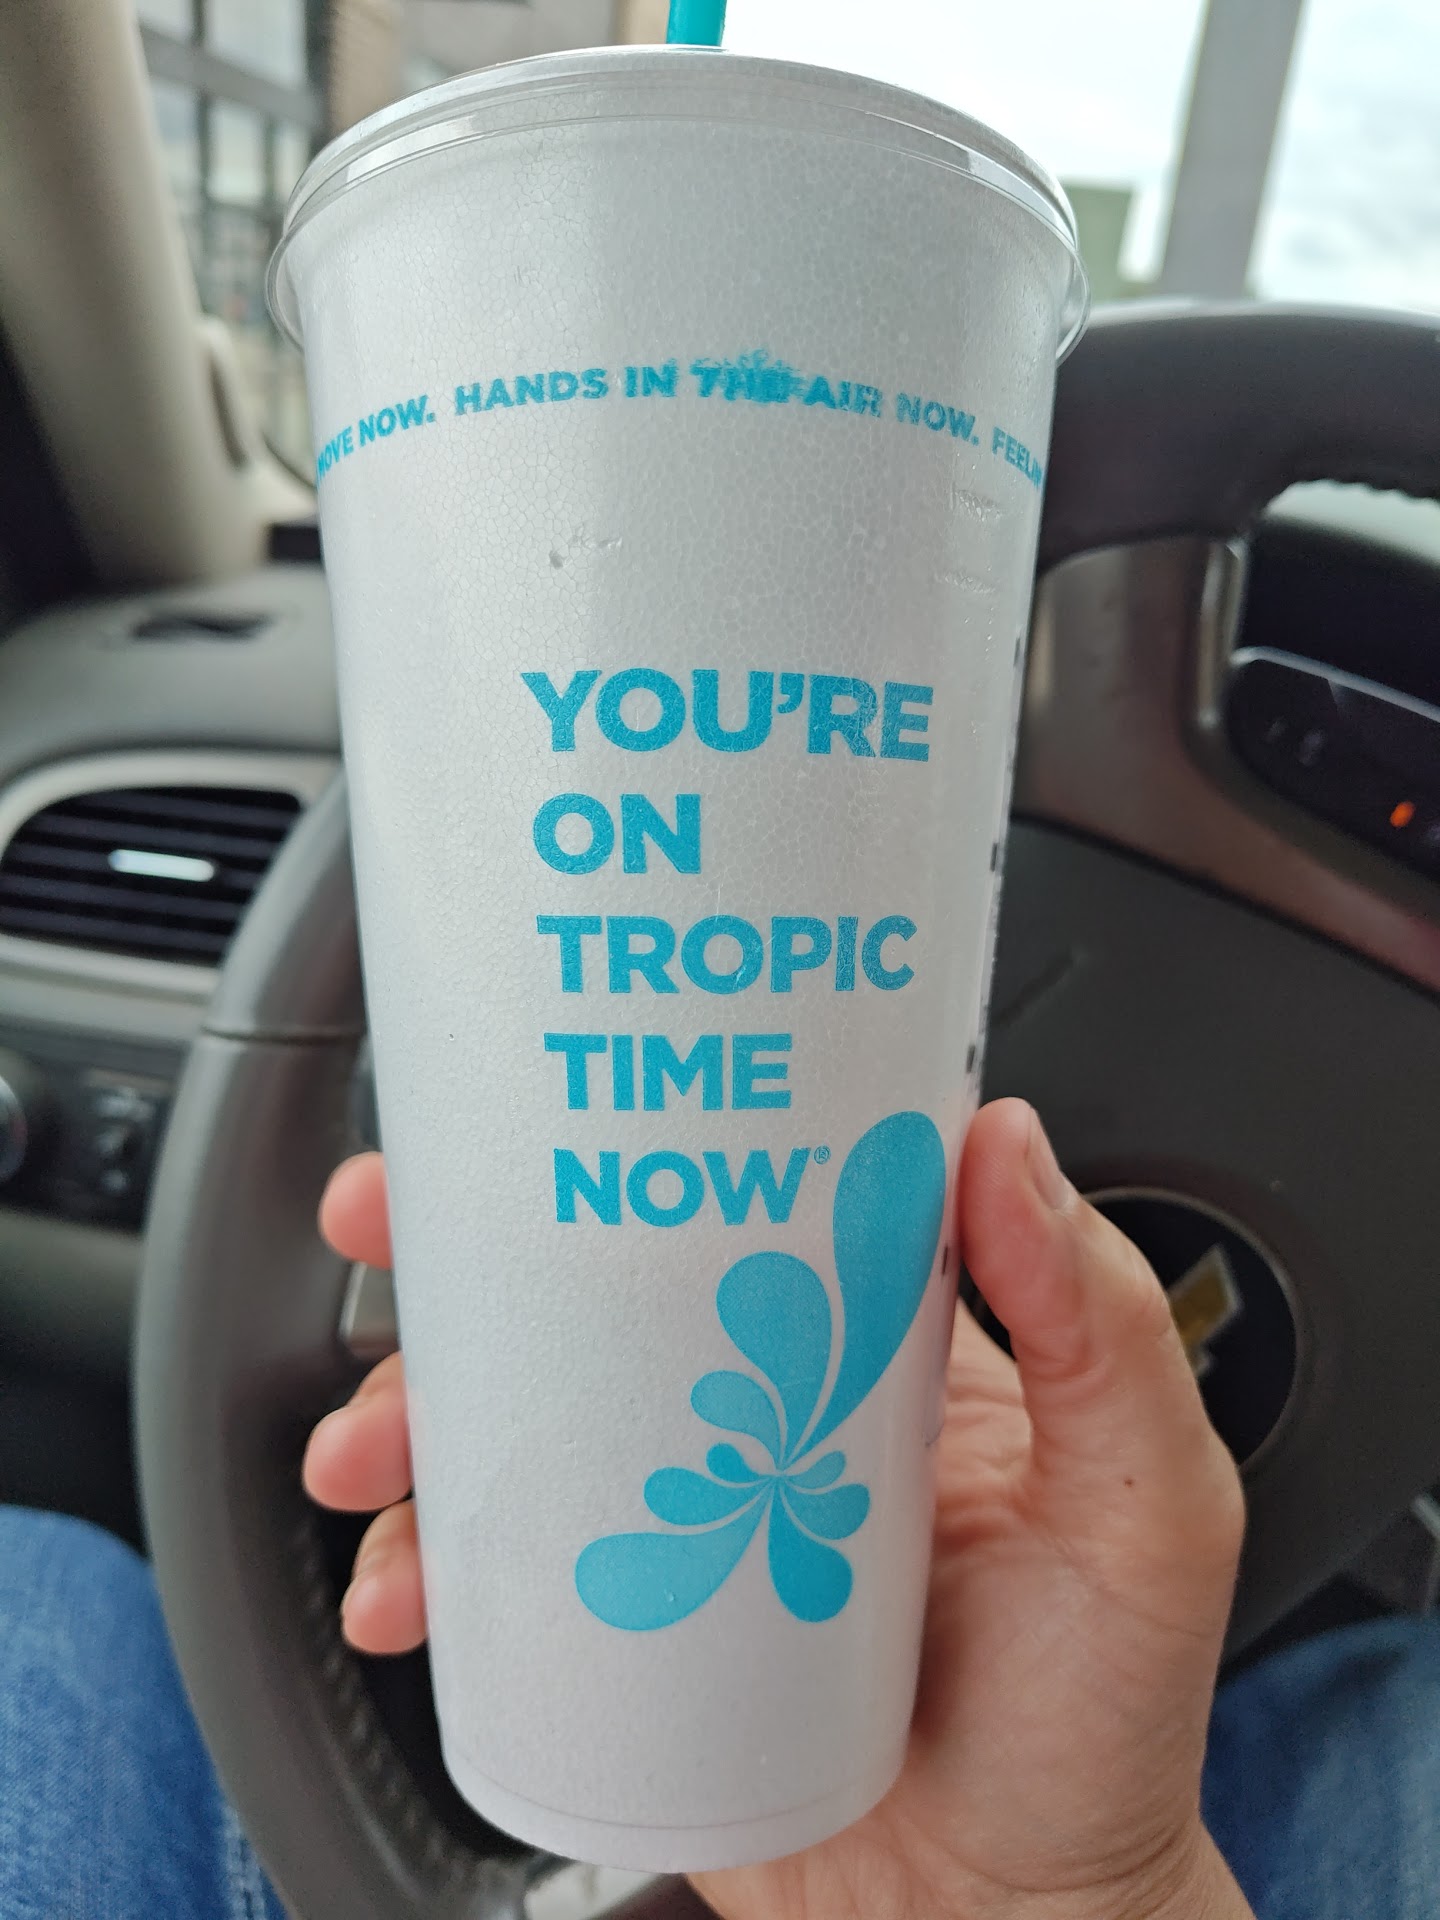 MOVE NOW. HANDS IN THE AIR NOW. FEELIN
YOU'RE
ON
TROPIC
TIME
NOW®